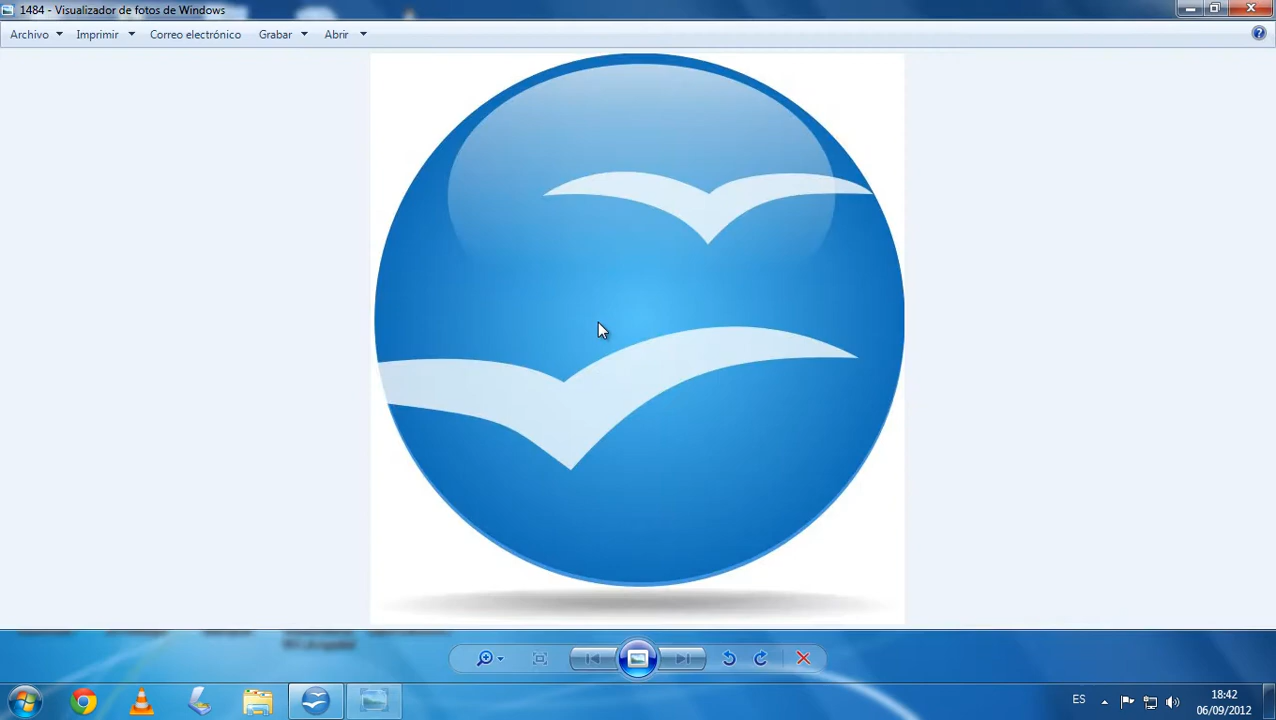 1484 - Visualizador de fotos de Windows
Archivo Imprimir Correo electrónico Grabar Abrir
ES 18:42
06/09/2012